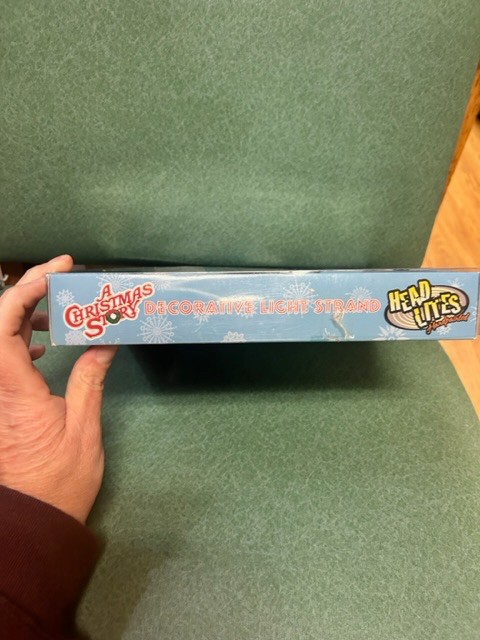 A
CHRISTMAS
STORY
DECORATIVE LIGHT STRAND
HEAD
LITES